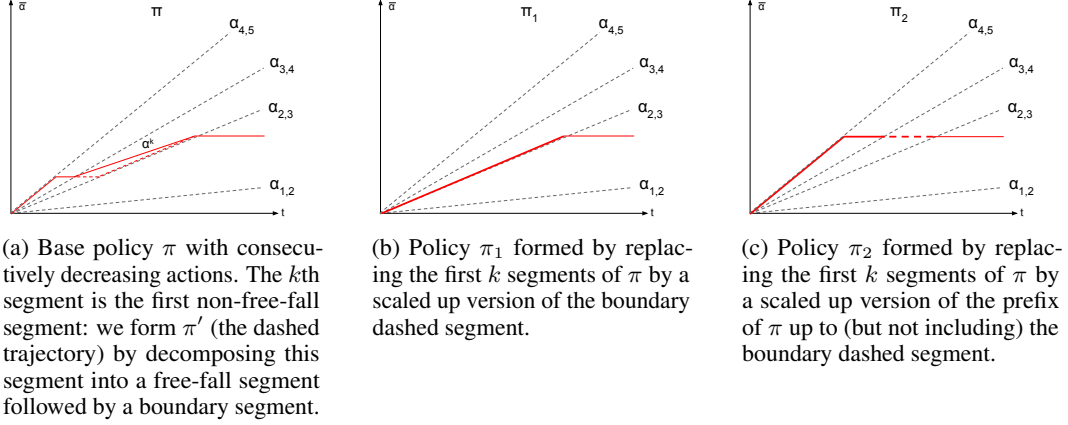 ᾱ
π
α4,5
α3,4
α2,3
α1,2
αk
t
(a) Base policy π with consecu-
tively decreasing actions. The kth
segment is the first non-free-fall
segment: we form π′ (the dashed
trajectory) by decomposing this
segment into a free-fall segment
followed by a boundary segment.
ᾱ
π1
α4,5
α3,4
α2,3
α1,2
t
(b) Policy π1 formed by replac-
ing the first k segments of π by a
scaled up version of the boundary
dashed segment.
ᾱ
π2
α4,5
α3,4
α2,3
α1,2
t
(c) Policy π2 formed by replac-
ing the first k segments of π by
a scaled up version of the prefix
of π up to (but not including) the
boundary dashed segment.